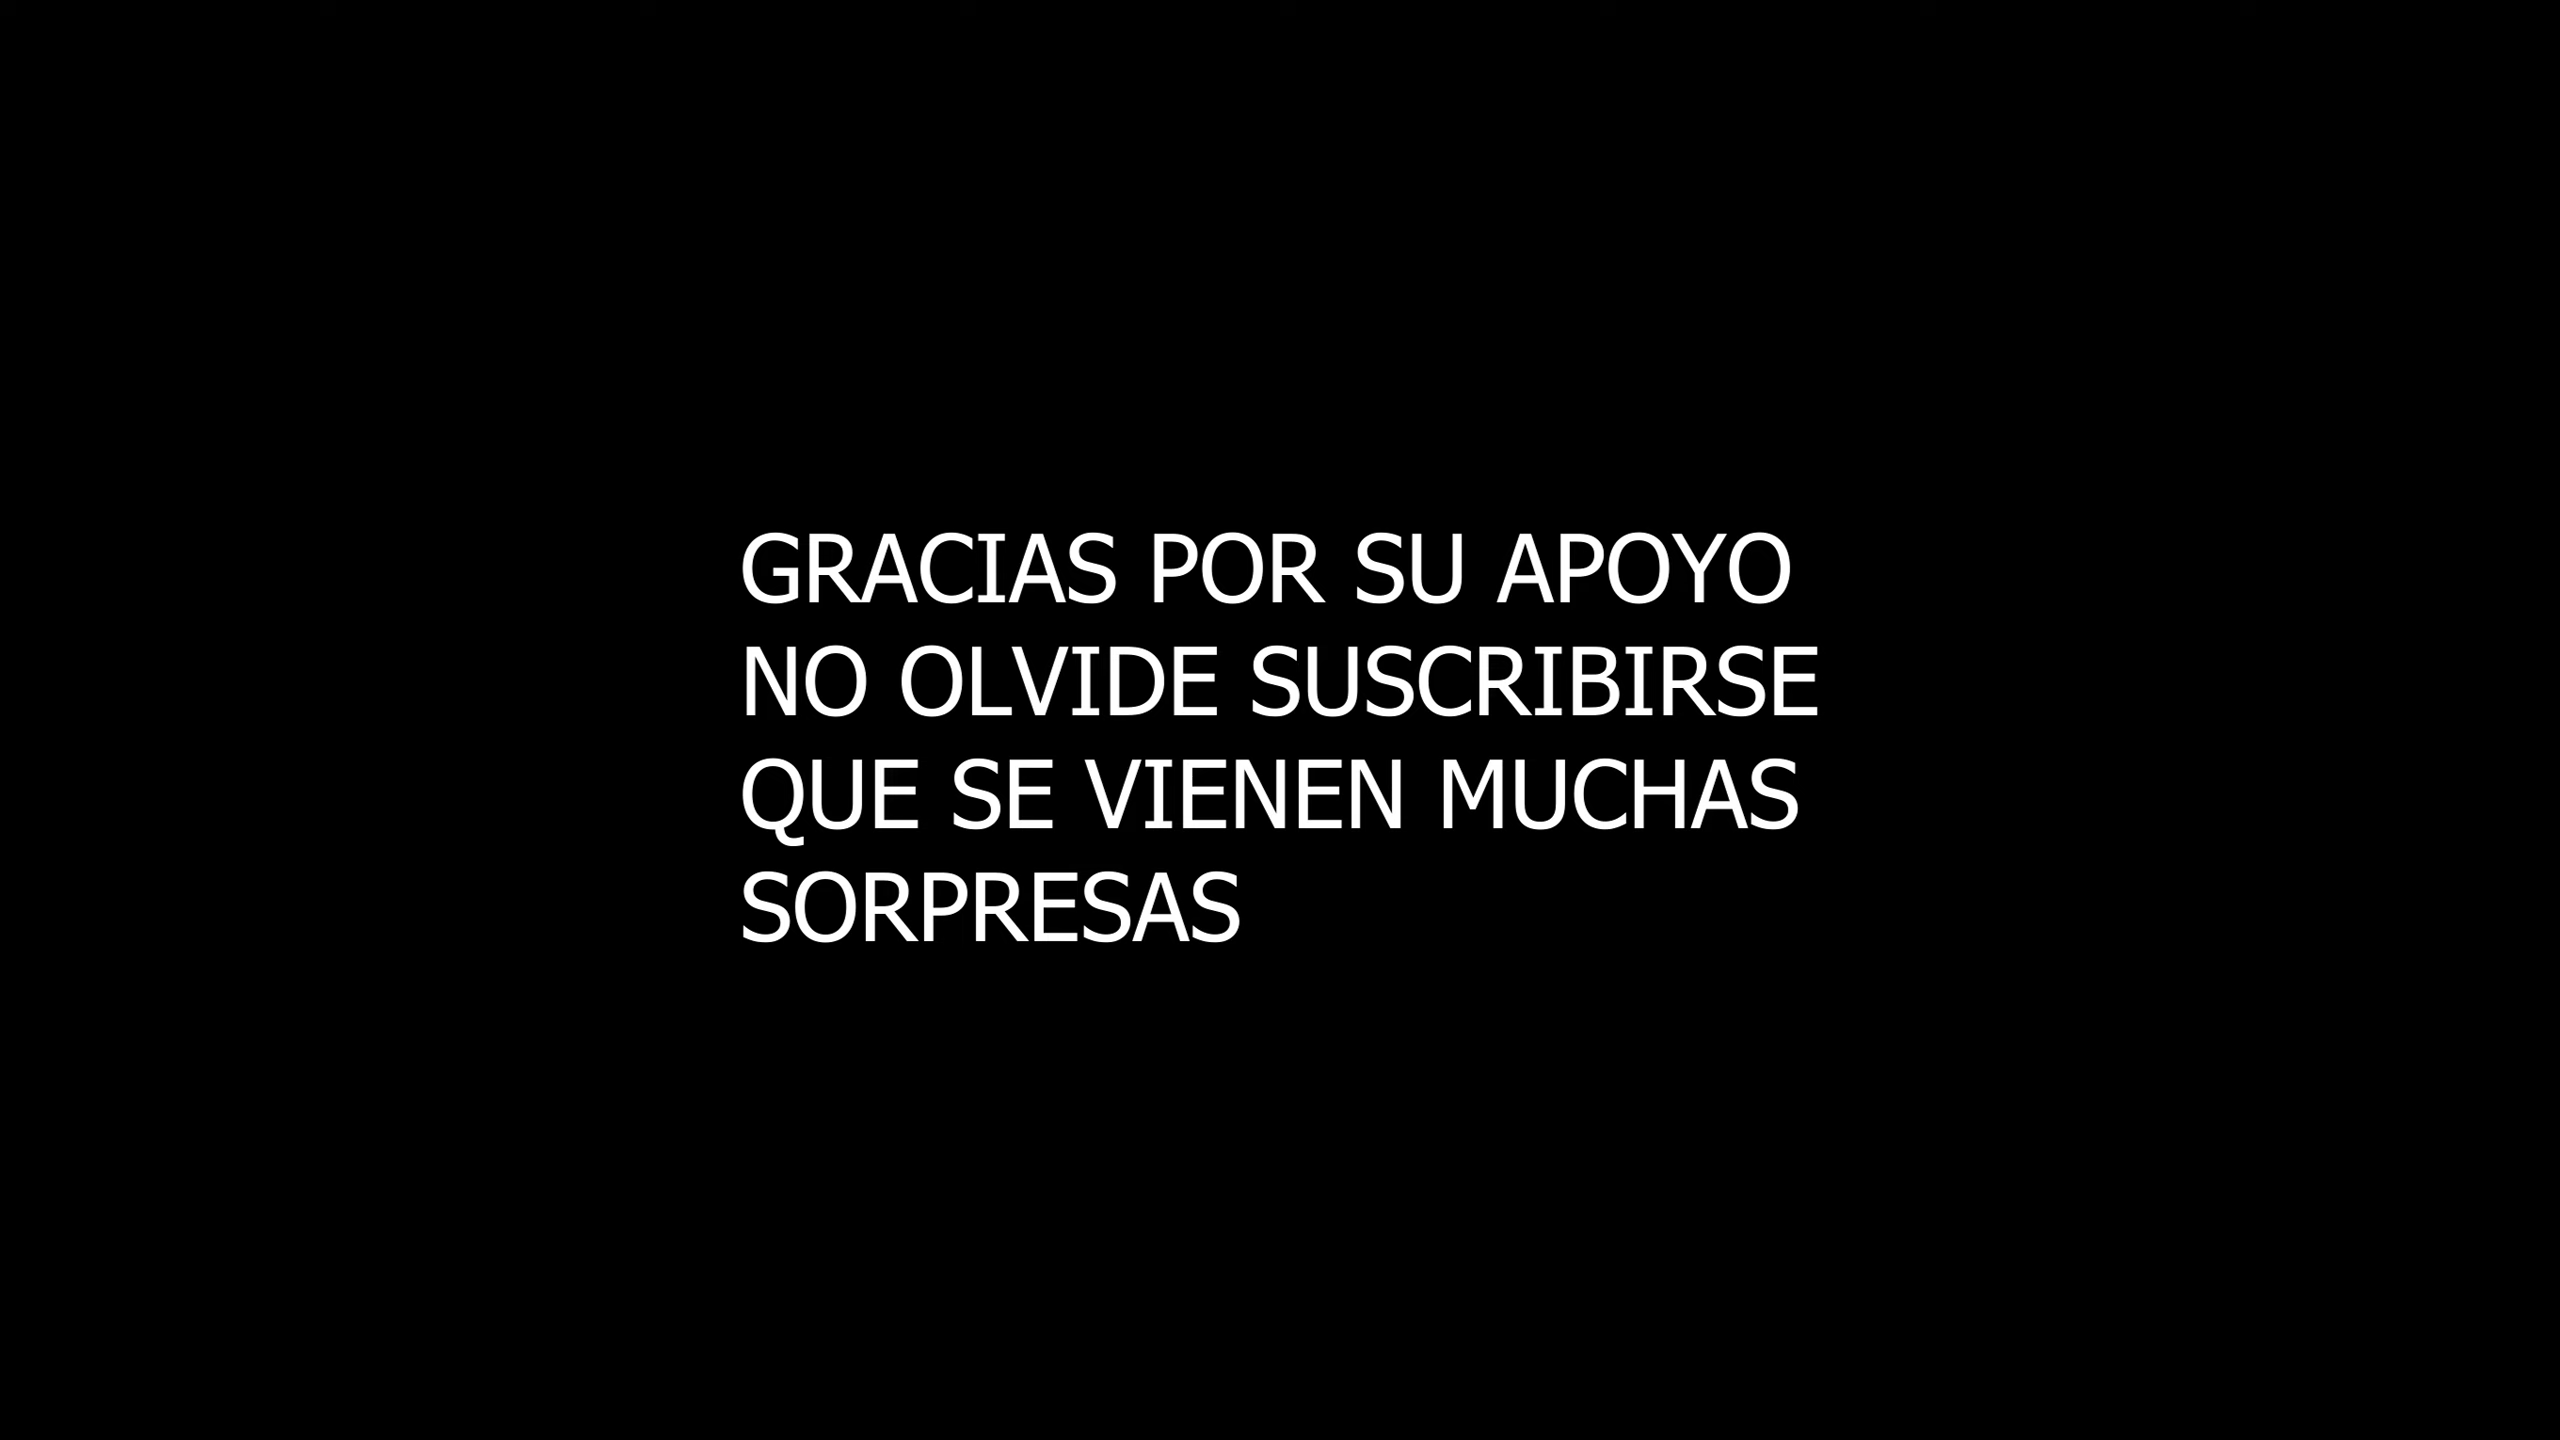 GRACIAS POR SU APOYO
NO OLVIDE SUSCRIBIRSE
QUE SE VIENEN MUCHAS
SORPRESAS